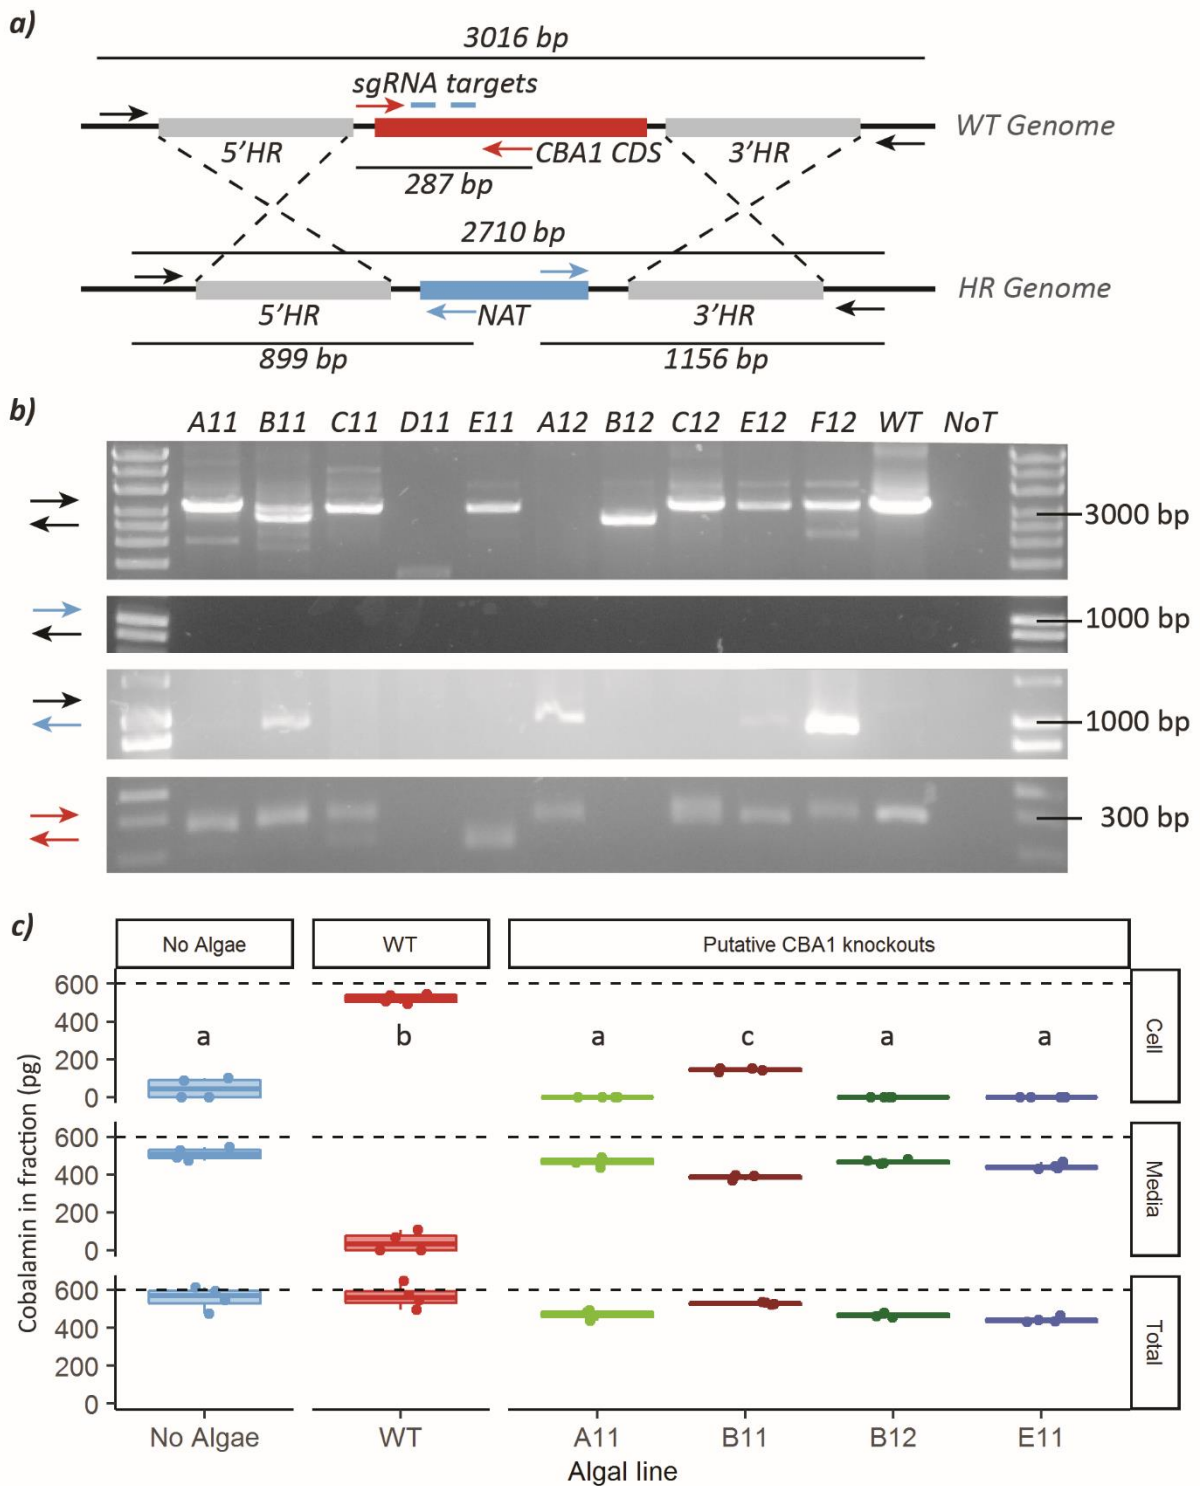 a)
3016 bp
sgRNA targets
WT Genome
5'HR
CBA1 CDS
3'HR
287 bp
2710 bp
HR Genome
5'HR
NAT
3'HR
899 bp
1156 bp
b)
A11 B11 C11 D11 E11 A12 B12 C12 E12 F12 WT NoT
3000 bp
1000 bp
1000 bp
300 bp
c)
No Algae
WT
Putative CBA1 knockouts
Cobalamin in fraction (pg)
600
400
200
0
a b a c a a
Cell
600
400
200
0
Media
600
400
200
0
Total
No Algae WT A11 B11 B12 E11
Algal line